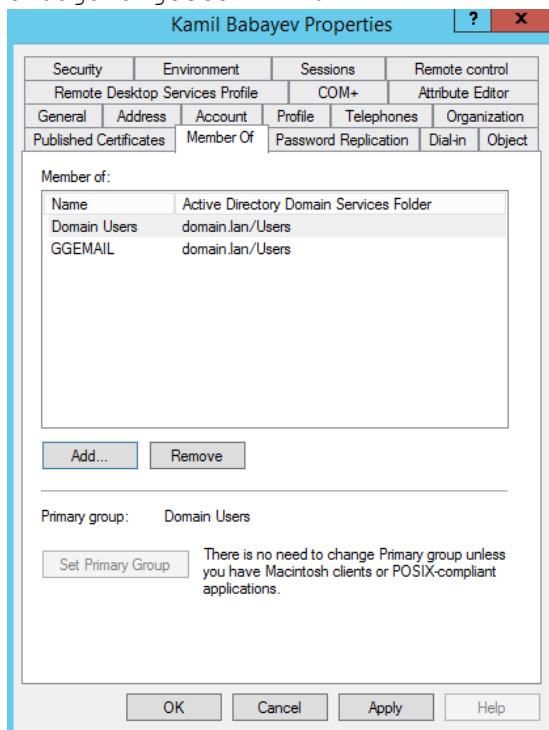 Kamil Babayev Properties
? x
Security Environment Sessions Remote control
Remote Desktop Services Profile COM+ Attribute Editor
General Address Account Profile Telephones Organization
Published Certificates Member Of Password Replication Dial-in Object
Member of:
Name Active Directory Domain Services Folder
Domain Users domain.lan/Users
GGEMAIL domain.lan/Users
Add... Remove
Primary group: Domain Users
Set Primary Group
There is no need to change Primary group unless
you have Macintosh clients or POSIX-compliant
applications.
OK Cancel Apply Help